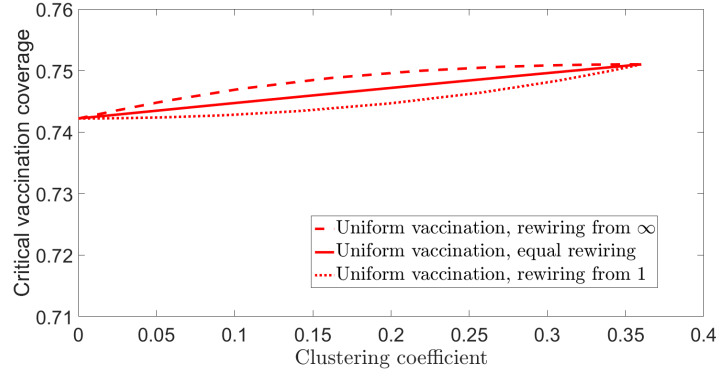 0.76
0.75
0.74
0.73
0.72
0.71
Critical vaccination coverage
Uniform vaccination, rewiring from ∞
Uniform vaccination, equal rewiring
Uniform vaccination, rewiring from 1
0 0.05 0.1 0.15 0.2 0.25 0.3 0.35 0.4
Clustering coefficient